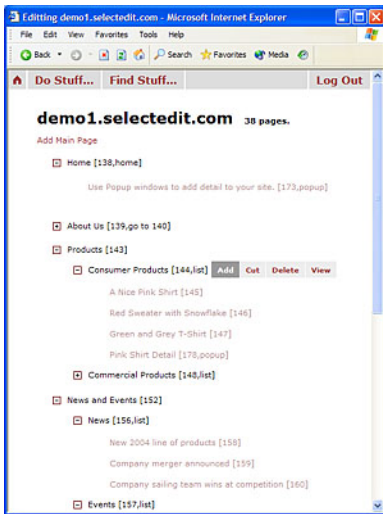 Editting demo1.selectedit.com - Microsoft Internet Explorer
File Edit View Favorites Tools Help
Back Search Favorites Media
Do Stuff... Find Stuff... Log Out
demo1.selectedit.com 38 pages.
Add Main Page
Home [138,home]
Use Popup windows to add detail to your site. [173,popup]
About Us [139,go to 140]
Products [143]
Consumer Products [144,list] Add Cut Delete View
A Nice Pink Shirt [145]
Red Sweater with Snowflake [146]
Green and Grey T-Shirt [147]
Pink Shirt Detail [178,popup]
Commercial Products [148,list]
News and Events [152]
News [156,list]
New 2004 line of products [158]
Company merger announced [159]
Company sailing team wins at competition [160]
Events [157,list]